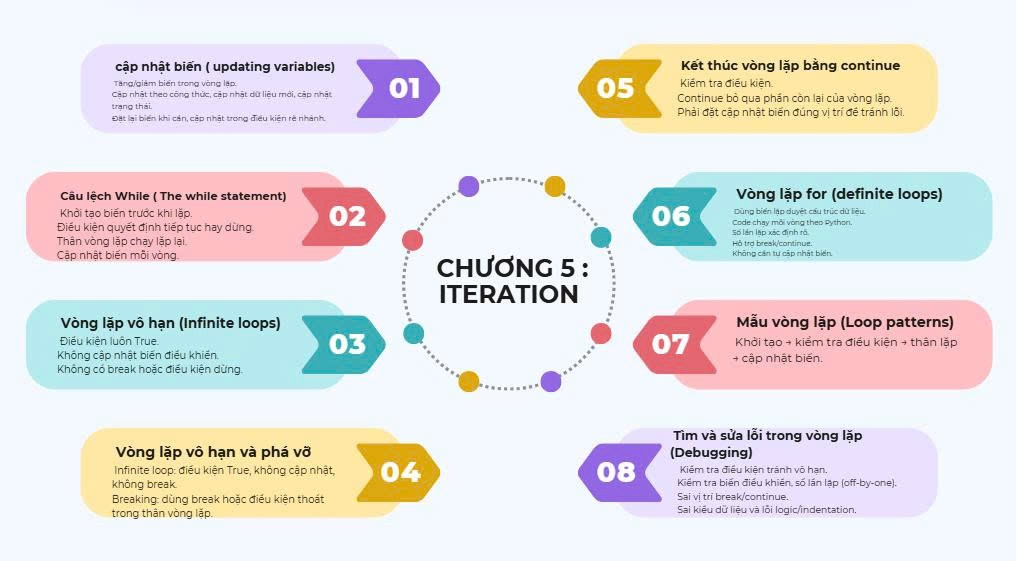 cập nhật biến ( updating variables)
Tăng/giảm biến trong vòng lặp.
Cập nhật theo công thức, cập nhật dữ liệu mới, cập nhật
trạng thái.
Đặt lại biến khi cần, cập nhật trong điều kiện rẽ nhánh.
01
Câu lệch While ( The while statement)
Khởi tạo biến trước khi lặp.
Điều kiện quyết định tiếp tục hay dừng.
Thân vòng lặp chạy lặp lại.
Cập nhật biến mỗi vòng.
02
Vòng lặp vô hạn (Infinite loops)
Điều kiện luôn True.
Không cập nhật biến điều khiển.
Không có break hoặc điều kiện dừng.
03
Vòng lặp vô hạn và phá vỡ
Infinite loop: điều kiện True, không cập nhật,
không break.
Breaking: dùng break hoặc điều kiện thoát
trong thân vòng lặp.
04
CHƯƠNG 5 :
ITERATION
05
Kết thúc vòng lặp bằng continue
Kiểm tra điều kiện.
Continue bỏ qua phần còn lại của vòng lặp.
Phải đặt cập nhật biến đúng vị trí để tránh lỗi.
06
Vòng lặp for (definite loops)
Dùng biến lặp duyệt cấu trúc dữ liệu.
Code chạy mỗi vòng theo Python.
Số lần lặp xác định rõ.
Hỗ trợ break/continue.
Không cần tự cập nhật biến.
07
Mẫu vòng lặp (Loop patterns)
Khởi tạo → kiểm tra điều kiện → thân lặp
→ cập nhật biến.
08
Tìm và sửa lỗi trong vòng lặp
(Debugging)
Kiểm tra điều kiện tránh vô hạn.
Kiểm tra biến điều khiển, số lần lặp (off-by-one).
Sai vị trí break/continue.
Sai kiểu dữ liệu và lỗi logic/indentation.